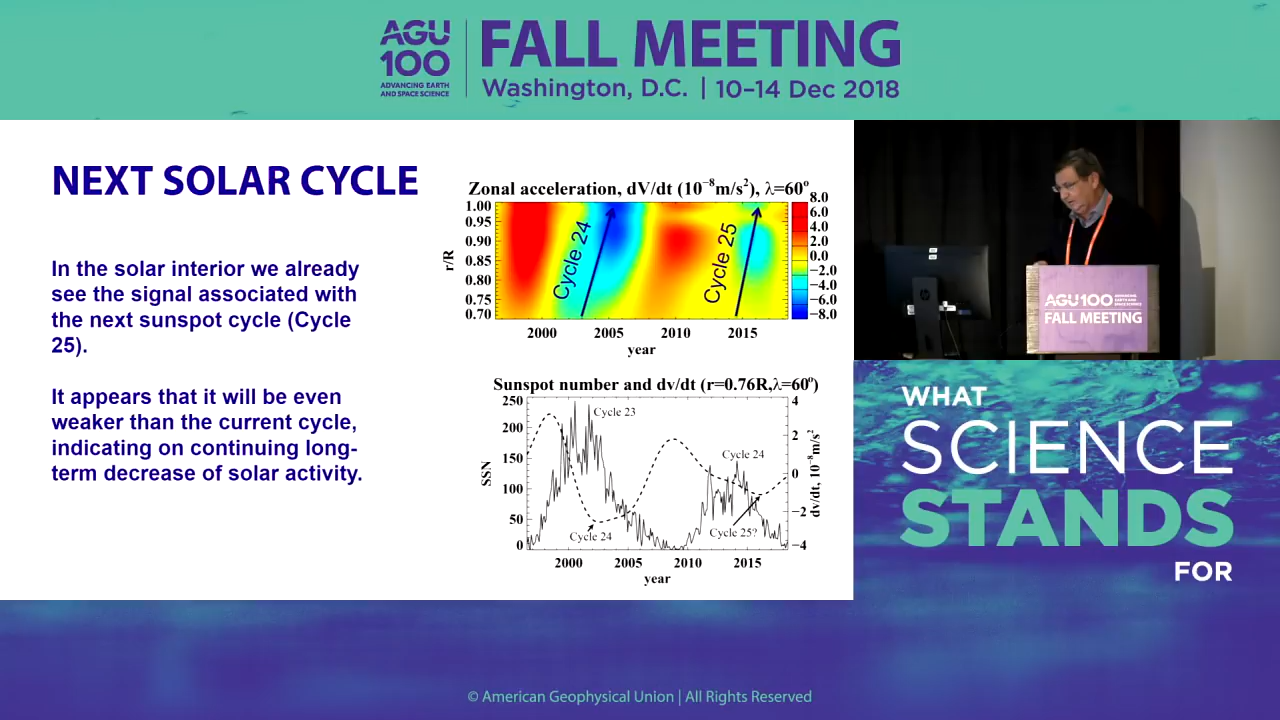 AGU
100
ADVANCING EARTH
AND SPACE SCIENCE
FALL MEETING
Washington, D.C. | 10–14 Dec 2018
NEXT SOLAR CYCLE
In the solar interior we already
see the signal associated with
the next sunspot cycle (Cycle
25).
It appears that it will be even
weaker than the current cycle,
indicating on continuing long-
term decrease of solar activity.
Zonal acceleration, dV/dt (10⁻⁸m/s²), λ=60°
1.00
0.95
0.90
0.85
0.80
0.75
0.70
r/R
Cycle 24
Cycle 25
8.0
6.0
4.0
2.0
0.0
−2.0
−4.0
−6.0
−8.0
2000 2005 2010 2015
year
Sunspot number and dv/dt (r=0.76R,λ=60°)
250
200
150
100
50
0
SSN
Cycle 23
Cycle 24
Cycle 24
Cycle 25?
4
2
0
−2
−4
dv/dt, 10⁻⁸m/s²
2000 2005 2010 2015
year
AGU100
FALL MEETING
WHAT
SCIENCE
STANDS
FOR
© American Geophysical Union | All Rights Reserved